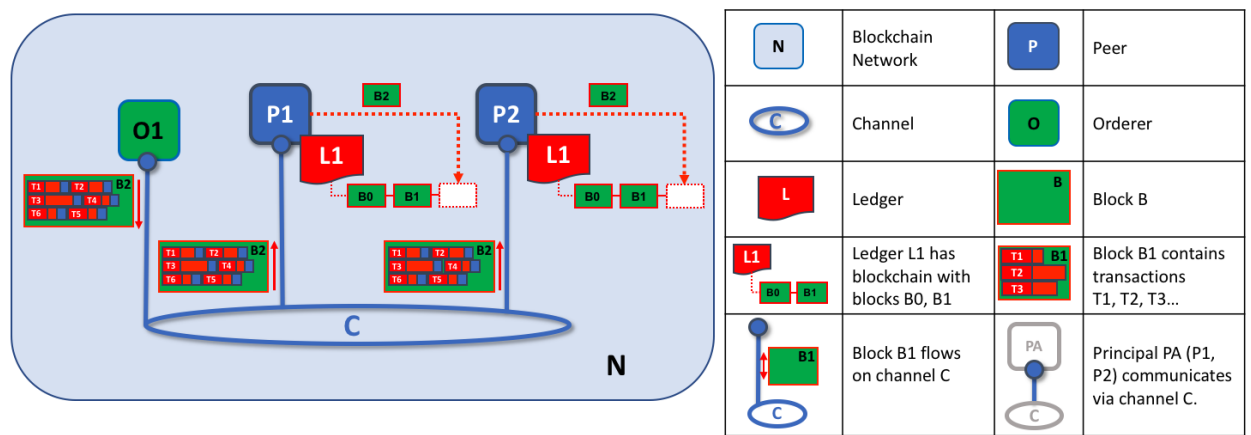 B2
B2
O1
P1
P2
L1
L1
B0 B1
B0 B1
B2
T1 T2
T3 T4
T6 T5
B2
T1 T2
T3 T4
T6 T5
B2
T1 T2
T3 T4
T6 T5
C
N
N
Blockchain
Network
P
Peer
C
Channel
O
Orderer
L
Ledger
B
Block B
L1
B0 B1
Ledger L1 has
blockchain with
blocks B0, B1
T1 B1
T2
T3
Block B1 contains
transactions
T1, T2, T3...
B1
C
Block B1 flows
on channel C
PA
C
Principal PA (P1,
P2) communicates
via channel C.